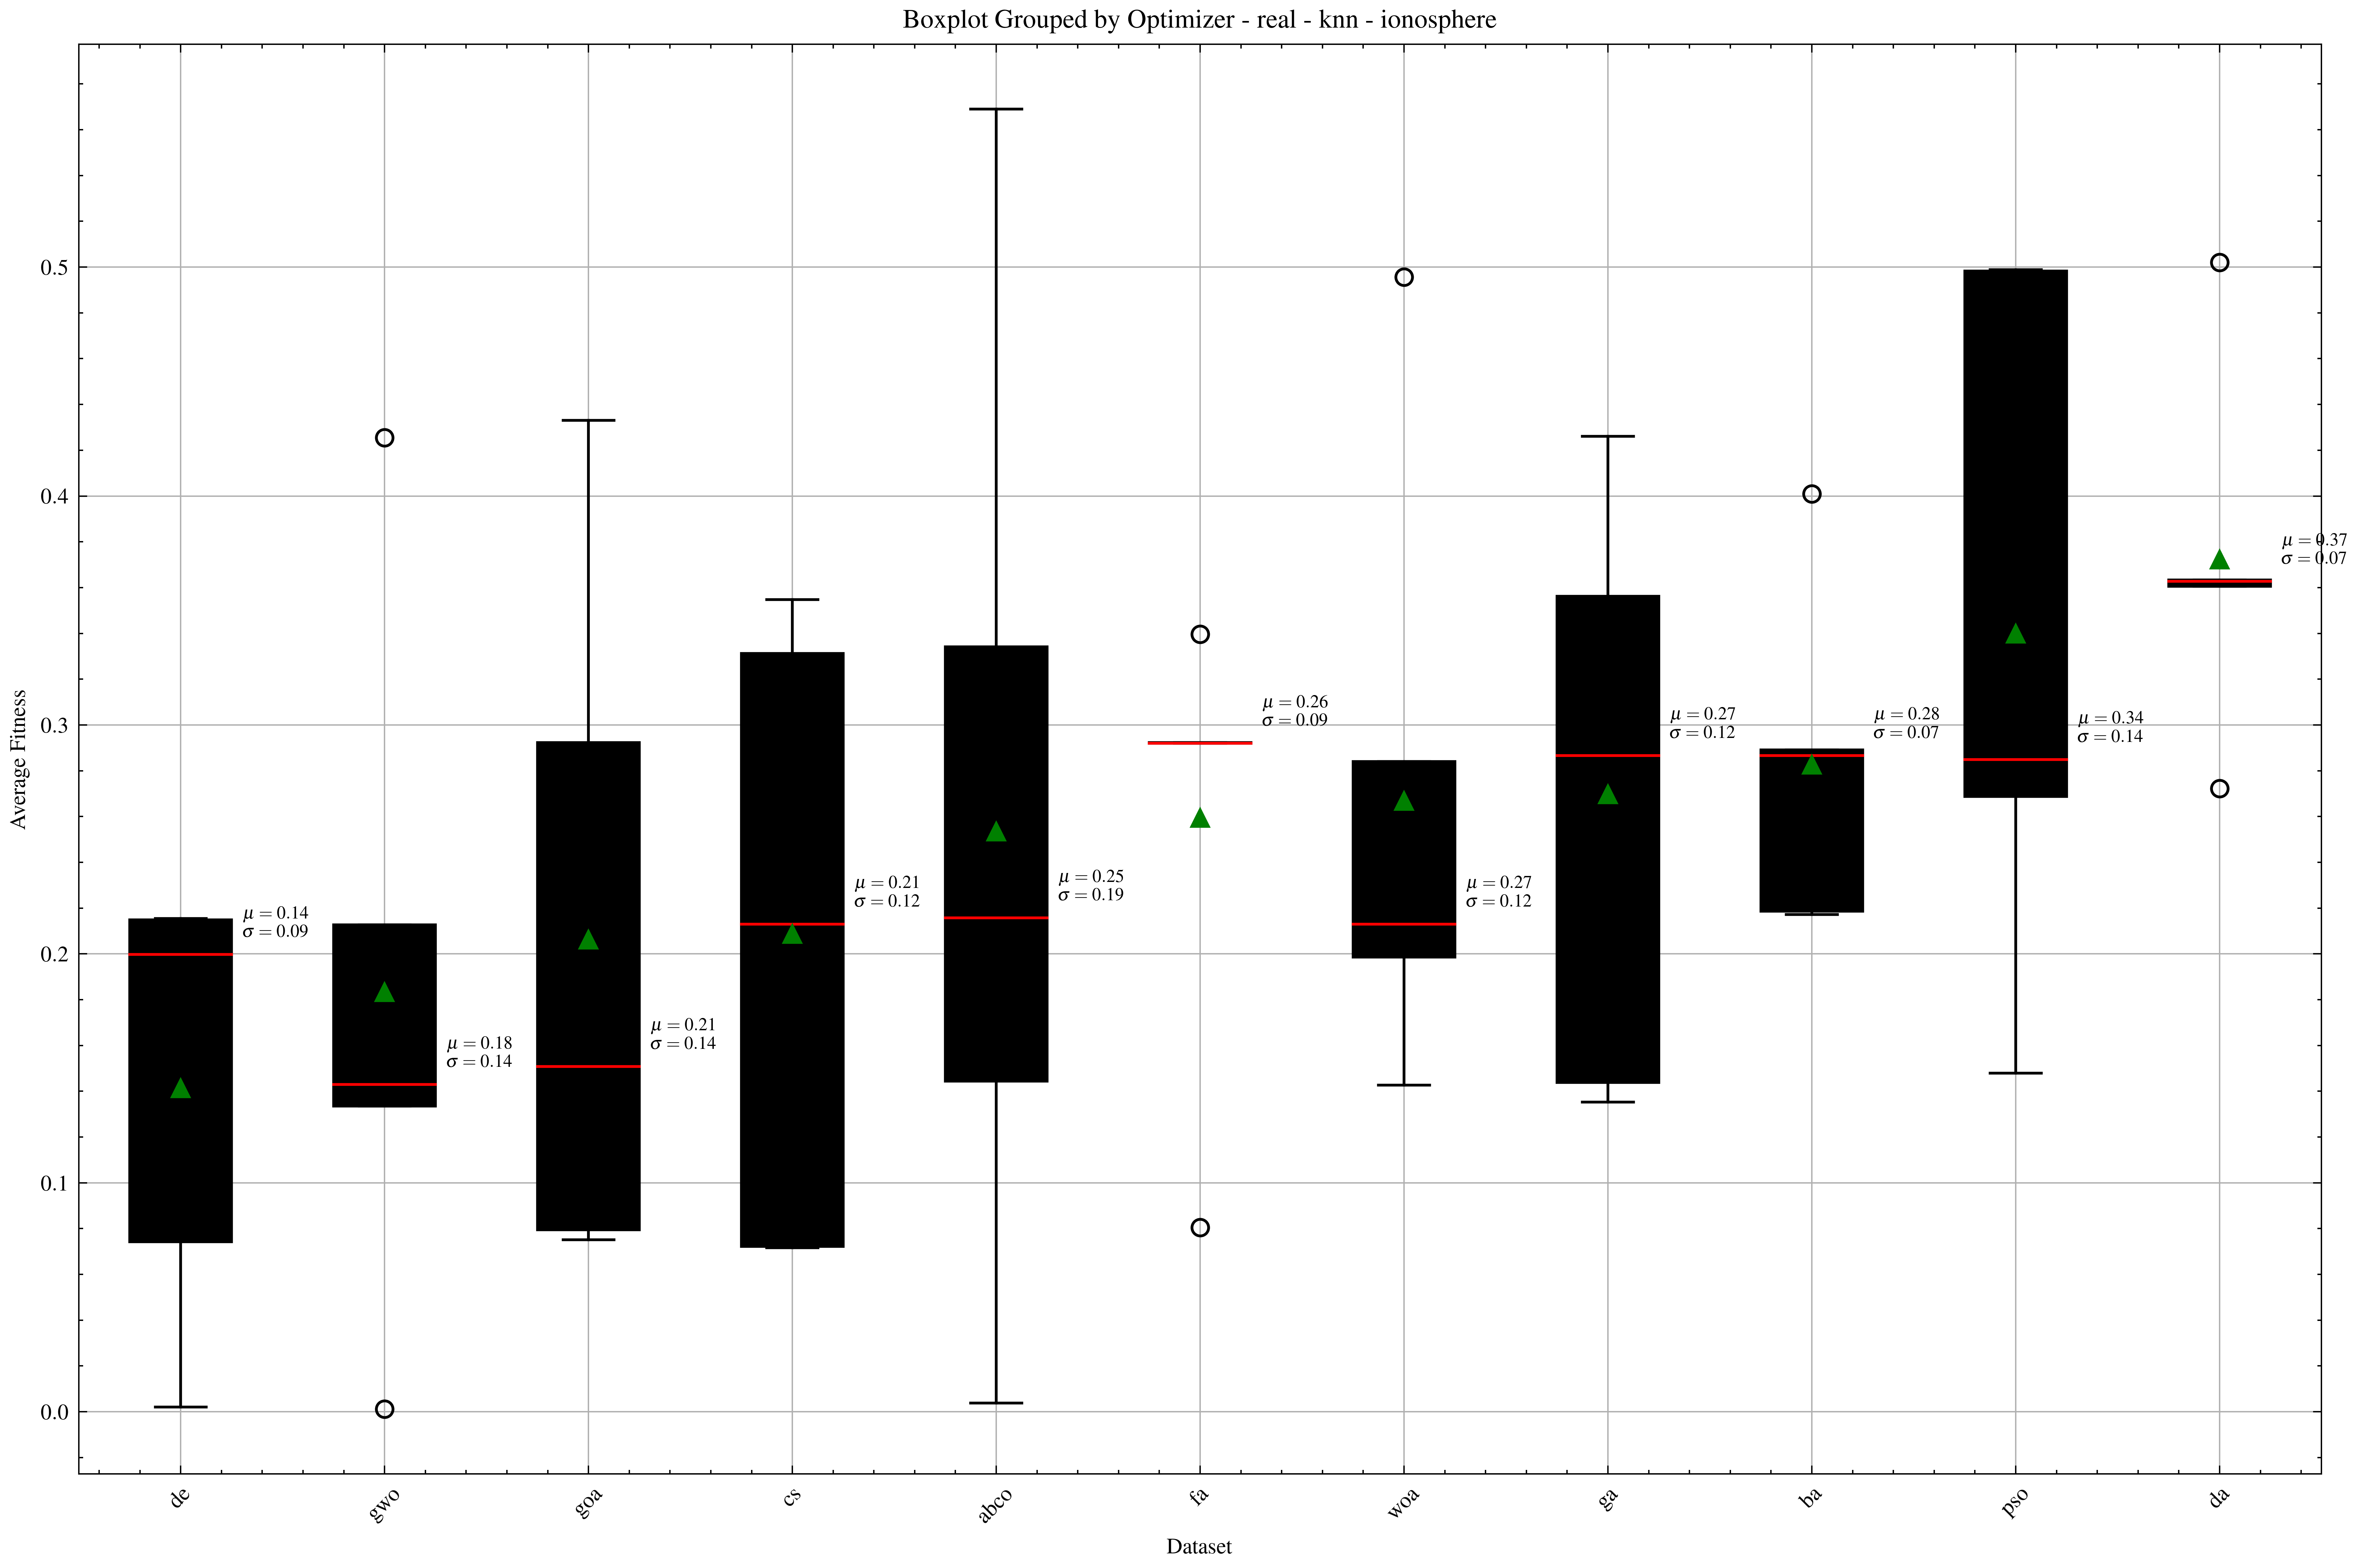 Boxplot Grouped by Optimizer - real - knn - ionosphere
Average Fitness
0.5
0.4
0.3
0.2
0.1
0.0
μ = 0.14
σ = 0.09
μ = 0.18
σ = 0.14
μ = 0.21
σ = 0.14
μ = 0.21
σ = 0.12
μ = 0.25
σ = 0.19
μ = 0.26
σ = 0.09
μ = 0.27
σ = 0.12
μ = 0.27
σ = 0.12
μ = 0.28
σ = 0.07
μ = 0.34
σ = 0.14
μ = 0.37
σ = 0.07
de
gwo
goa
cs
abco
fa
woa
ga
ba
pso
da
Dataset